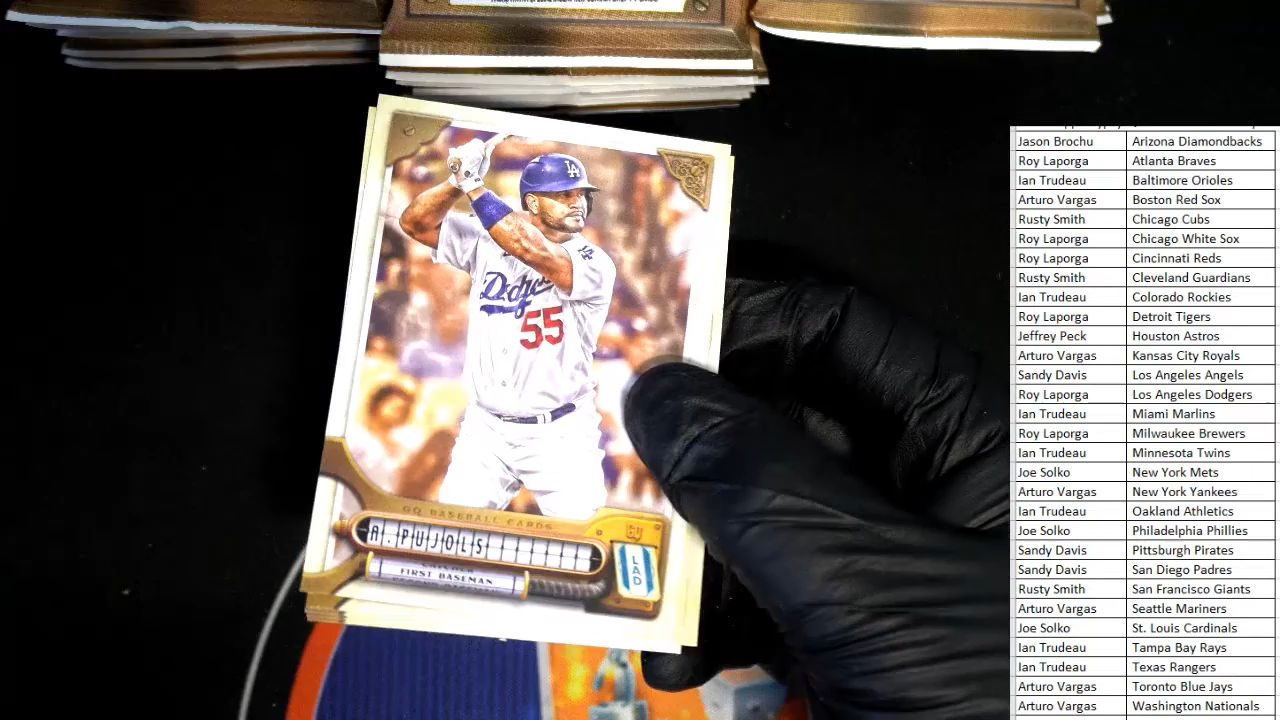 LA
LA
Dodge
55
GQ BASEBALL CARDS
GQ
A. PUJOLS
LAD
FIRST BASEMAN
Jason Brochu Arizona Diamondbacks
Roy Laporga Atlanta Braves
Ian Trudeau Baltimore Orioles
Arturo Vargas Boston Red Sox
Rusty Smith Chicago Cubs
Roy Laporga Chicago White Sox
Roy Laporga Cincinnati Reds
Rusty Smith Cleveland Guardians
Ian Trudeau Colorado Rockies
Roy Laporga Detroit Tigers
Jeffrey Peck Houston Astros
Arturo Vargas Kansas City Royals
Sandy Davis Los Angeles Angels
Roy Laporga Los Angeles Dodgers
Ian Trudeau Miami Marlins
Roy Laporga Milwaukee Brewers
Ian Trudeau Minnesota Twins
Joe Solko New York Mets
Arturo Vargas New York Yankees
Ian Trudeau Oakland Athletics
Joe Solko Philadelphia Phillies
Sandy Davis Pittsburgh Pirates
Sandy Davis San Diego Padres
Rusty Smith San Francisco Giants
Arturo Vargas Seattle Mariners
Joe Solko St. Louis Cardinals
Ian Trudeau Tampa Bay Rays
Ian Trudeau Texas Rangers
Arturo Vargas Toronto Blue Jays
Arturo Vargas Washington Nationals